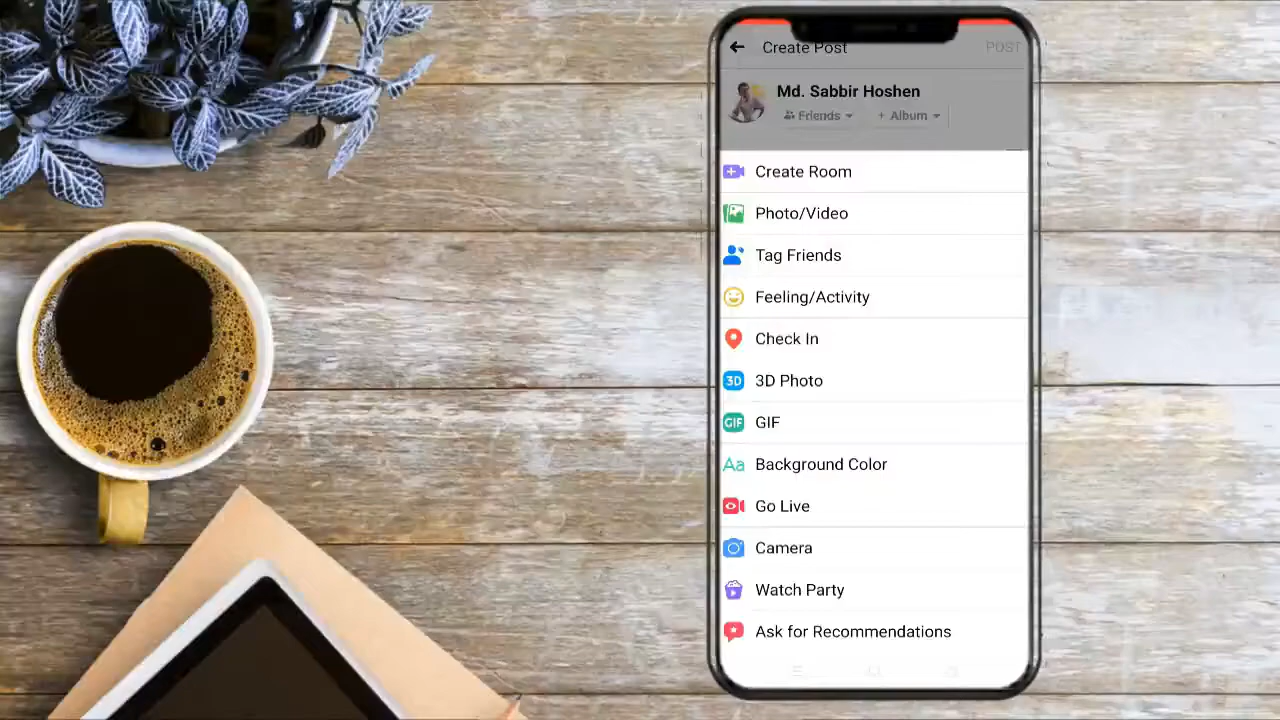 Create Post POST
Md. Sabbir Hoshen
Friends + Album
Create Room
Photo/Video
Tag Friends
Feeling/Activity
Check In
3D 3D Photo
GIF GIF
Aa Background Color
Go Live
Camera
Watch Party
Ask for Recommendations